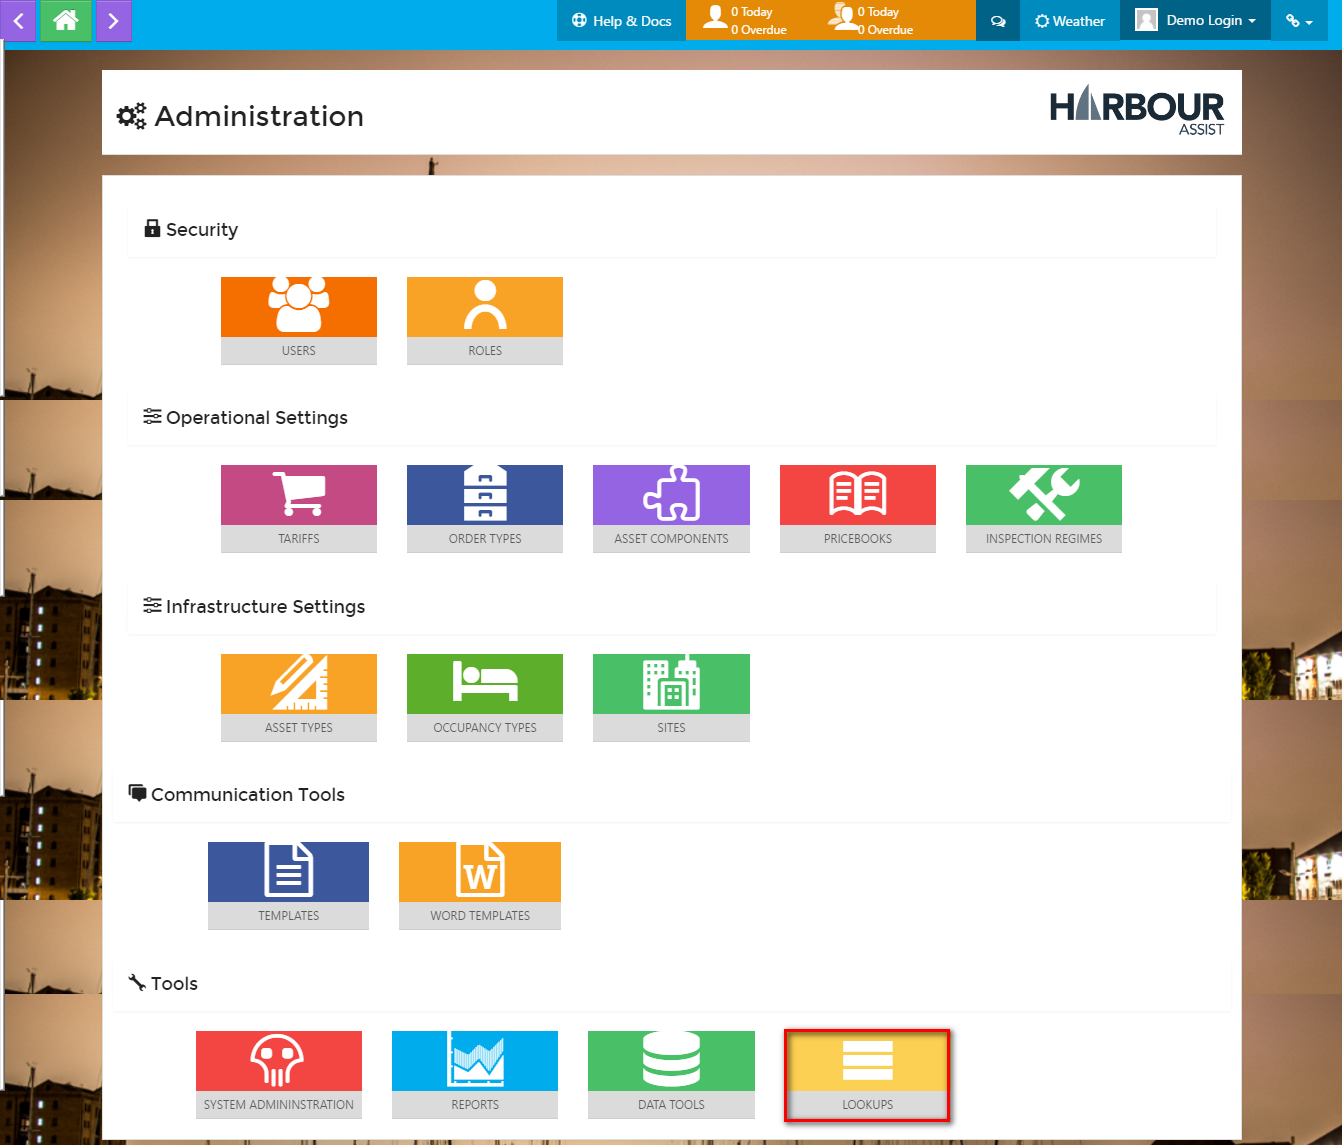 Help & Docs
0 Today
0 Overdue
0 Today
0 Overdue
Weather
Demo Login
Administration
HARBOUR
ASSIST
Security
USERS
ROLES
Operational Settings
TARIFFS
ORDER TYPES
ASSET COMPONENTS
PRICEBOOKS
INSPECTION REGIMES
Infrastructure Settings
ASSET TYPES
OCCUPANCY TYPES
SITES
Communication Tools
W
TEMPLATES
WORD TEMPLATES
Tools
SYSTEM ADMININSTRATION
REPORTS
DATA TOOLS
LOOKUPS